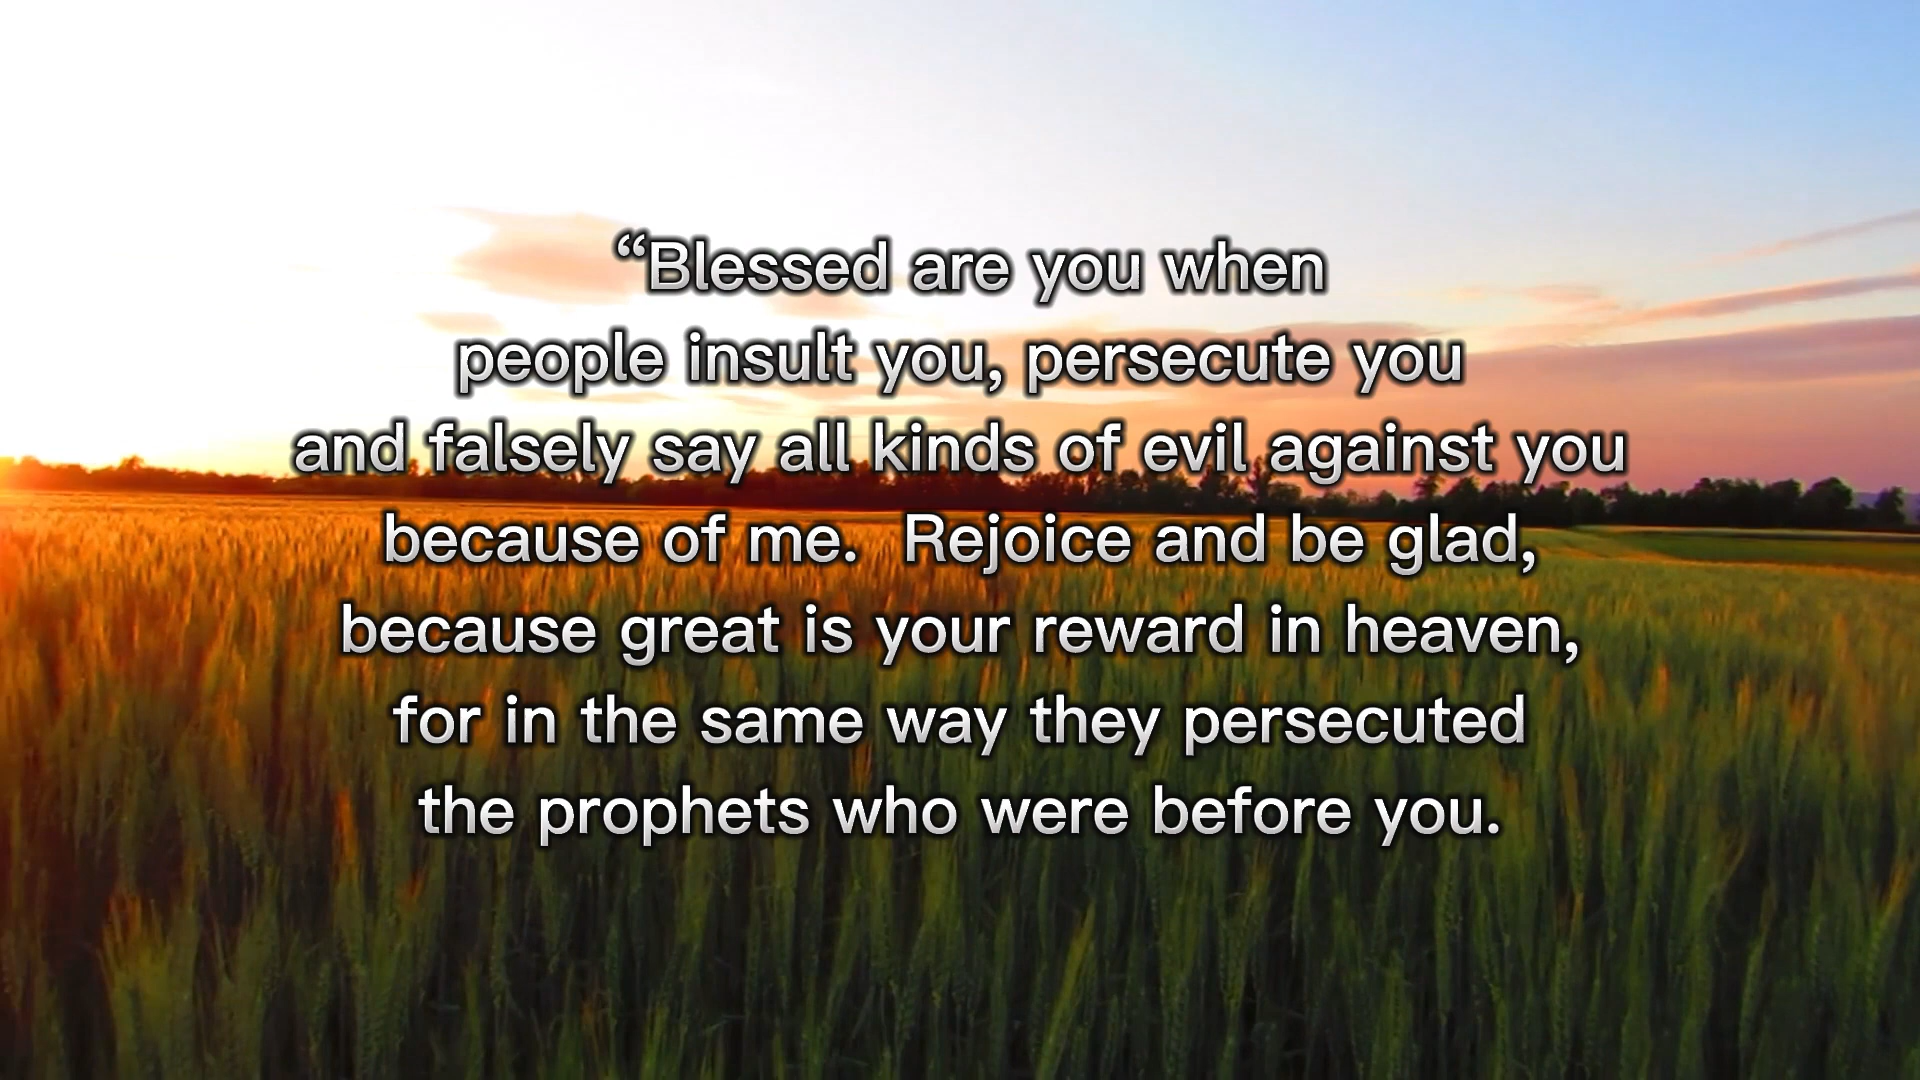 “Blessed are you when
people insult you, persecute you
and falsely say all kinds of evil against you
because of me.  Rejoice and be glad,
because great is your reward in heaven,
for in the same way they persecuted
the prophets who were before you.